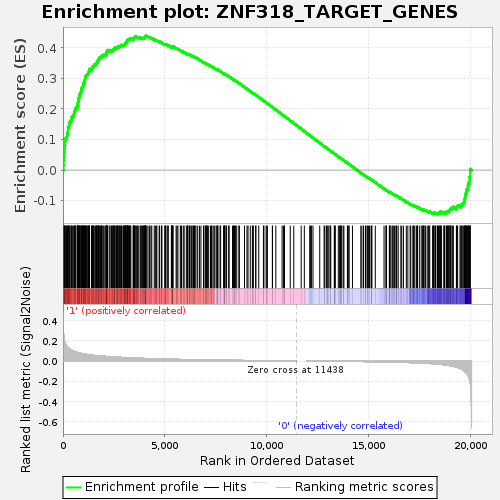 Enrichment plot: ZNF318_TARGET_GENES
Enrichment score (ES)
0.4
0.3
0.2
0.1
0.0
-0.1
'1' (positively correlated)
Ranked list metric (Signal2Noise)
0.4
0.2
0.0
-0.2
-0.4
-0.6
Zero cross at 11438
'0' (negatively correlated)
0 5,000 10,000 15,000 20,000
Rank in Ordered Dataset
Enrichment profile Hits Ranking metric scores